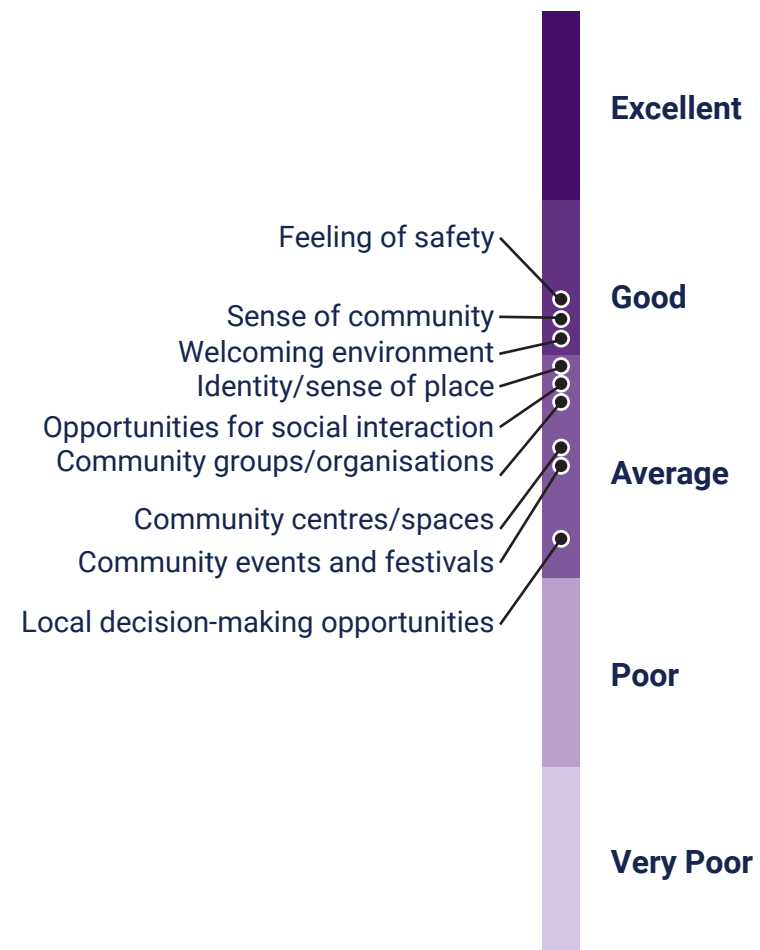 Excellent
Feeling of safety
Good
Sense of community
Welcoming environment
Identity/sense of place
Opportunities for social interaction
Community groups/organisations
Average
Community centres/spaces
Community events and festivals
Local decision-making opportunities
Poor
Very Poor